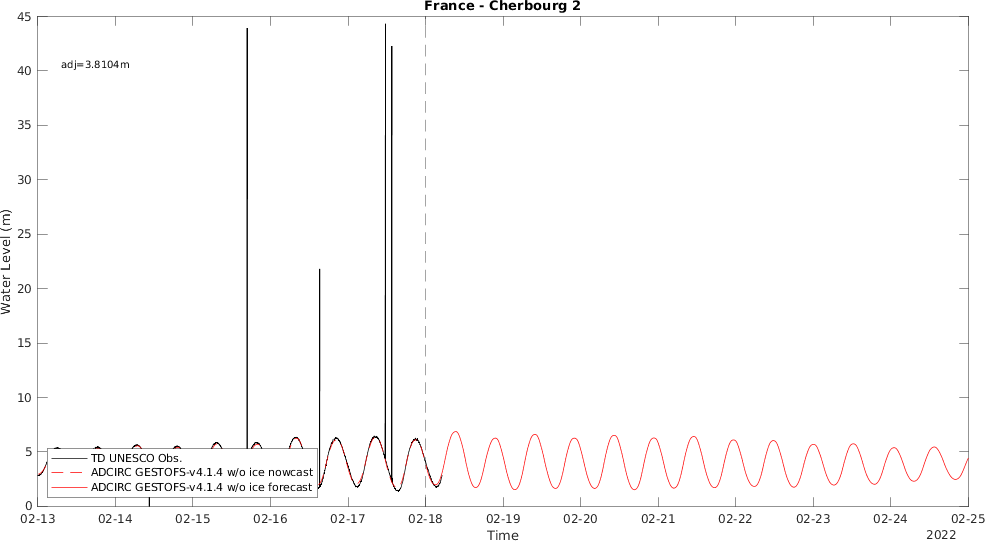 France - Cherbourg 2
45
adj=3.8104m
40
35
30
25
20
15
10
5
0
Water Level (m)
TD UNESCO Obs.
ADCIRC GESTOFS-v4.1.4 w/o ice nowcast
ADCIRC GESTOFS-v4.1.4 w/o ice forecast
02-13 02-14 02-15 02-16 02-17 02-18 02-19 02-20 02-21 02-22 02-23 02-24 02-25
Time
2022